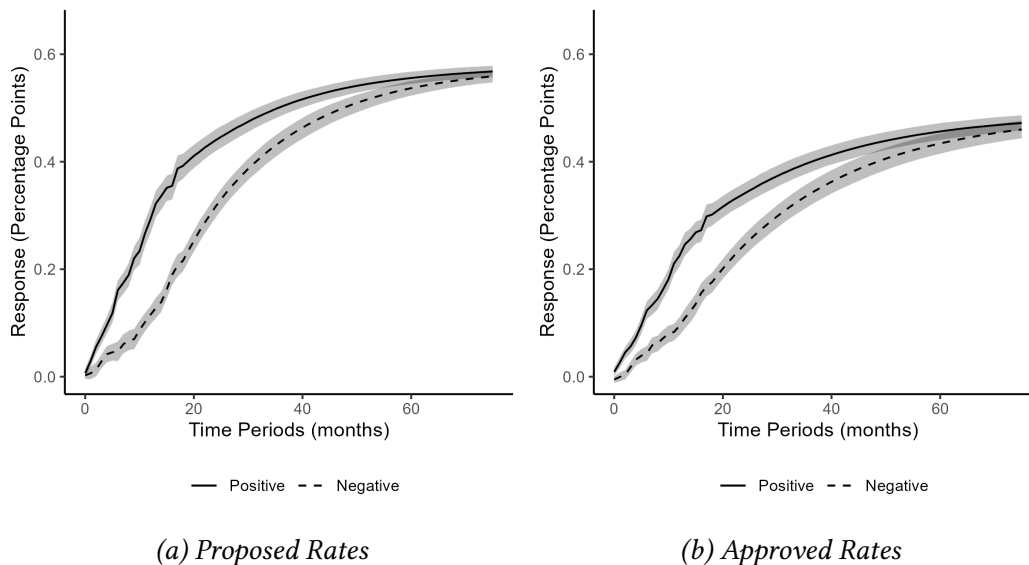 Response (Percentage Points)
0.6
0.4
0.2
0.0
0
20
40
60
Time Periods (months)
Positive
Negative
(a) Proposed Rates
Response (Percentage Points)
0.6
0.4
0.2
0.0
0
20
40
60
Time Periods (months)
Positive
Negative
(b) Approved Rates